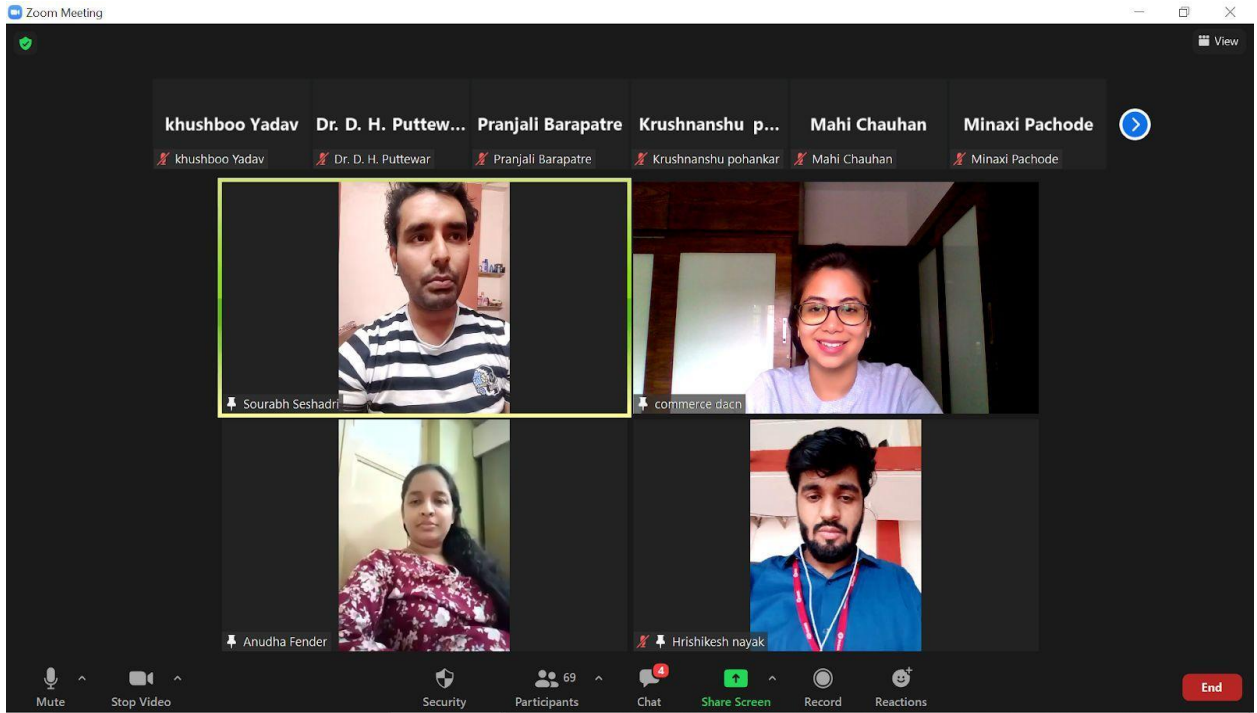 Zoom Meeting
View
khushboo Yadav
Dr. D. H. Puttew...
Pranjali Barapatre
Krushnanshu p...
Mahi Chauhan
Minaxi Pachode
khushboo Yadav
Dr. D. H. Puttewar
Pranjali Barapatre
Krushnanshu pohankar
Mahi Chauhan
Minaxi Pachode
Sourabh Seshadri
commerce dacn
Anudha Fender
Hrishikesh nayak
Mute
Stop Video
Security
69
Participants
4
Chat
Share Screen
Record
Reactions
End